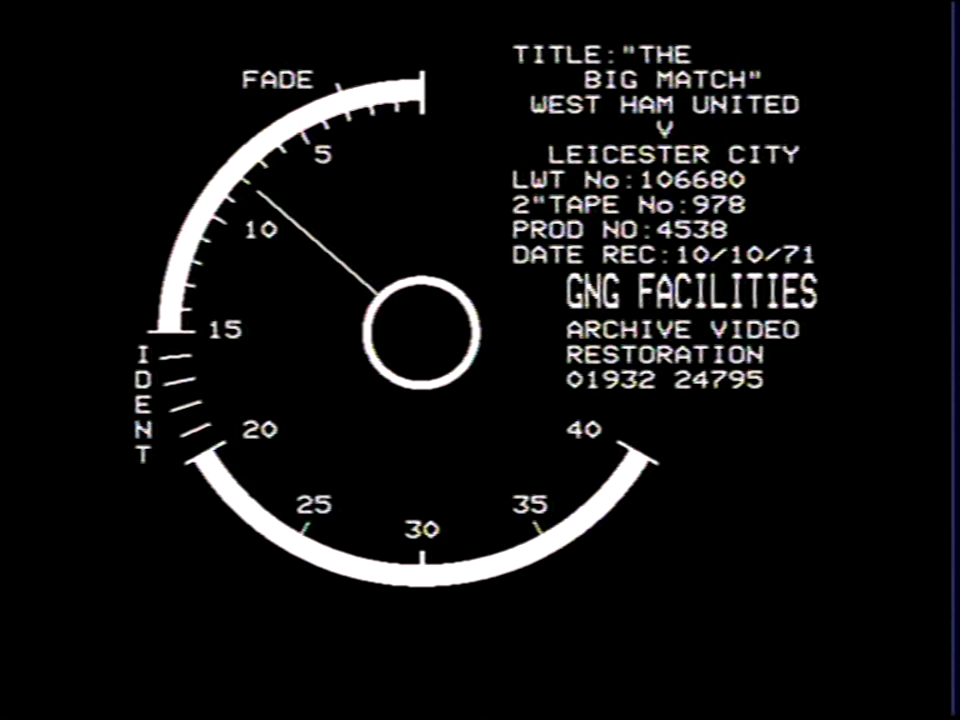 TITLE:"THE
BIG MATCH"
WEST HAM UNITED
V
LEICESTER CITY
LWT No:106680
2"TAPE No:978
PROD NO:4538
DATE REC:10/10/71
GNG FACILITIES
ARCHIVE VIDEO
RESTORATION
01932 24795
FADE
5
10
15
IDENT
20
25
30
35
40